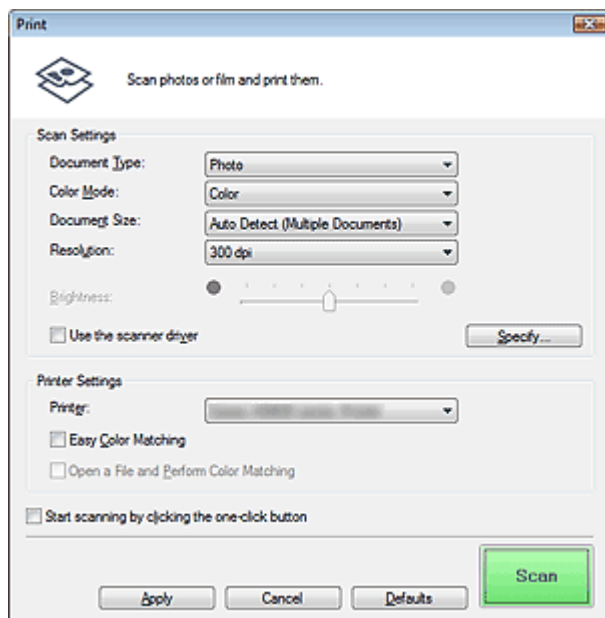 Print
Scan photos or film and print them.
Scan Settings
Document Type: Photo
Color Mode: Color
Document Size: Auto Detect (Multiple Documents)
Resolution: 300 dpi
Brightness:
Use the scanner driver Specify...
Printer Settings
Printer:
Easy Color Matching
Open a File and Perform Color Matching
Start scanning by clicking the one-click button
Scan
Apply Cancel Defaults